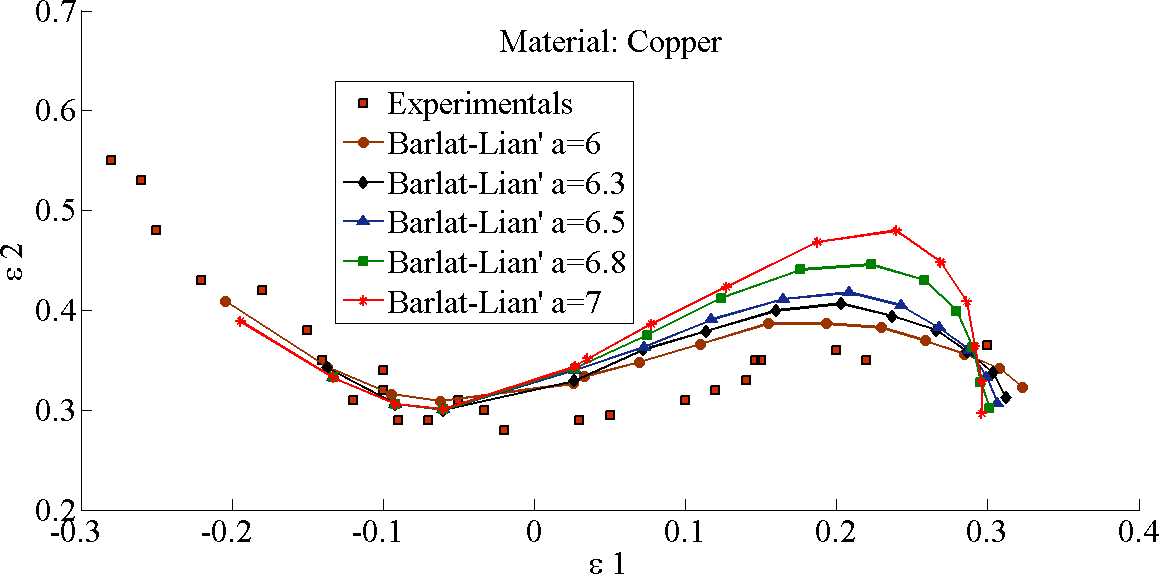 0.7
Material: Copper
0.6
Experimentals
Barlat-Lian' a=6
Barlat-Lian' a=6.3
0.5
Barlat-Lian' a=6.5
ε 2
Barlat-Lian' a=6.8
0.4
Barlat-Lian' a=7
0.3
0.2
-0.3 -0.2 -0.1 0 0.1 0.2 0.3 0.4
ε 1